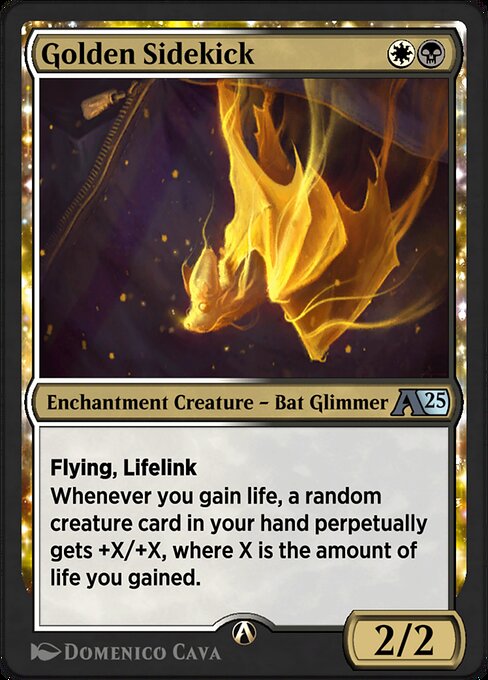 Golden Sidekick
Enchantment Creature – Bat Glimmer A25
Flying, Lifelink
Whenever you gain life, a random
creature card in your hand perpetually
gets +X/+X, where X is the amount of
life you gained.
2/2
Domenico Cava